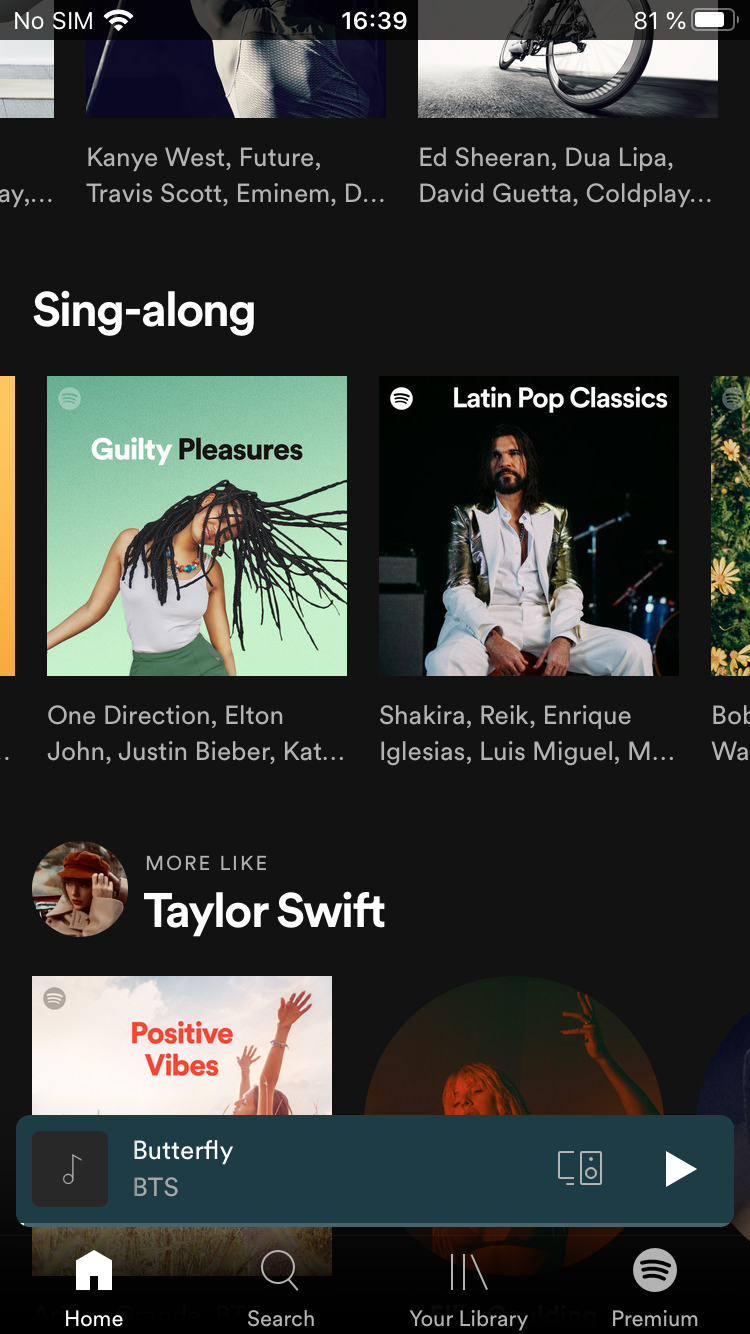 No SIM 16:39 81 %
Kanye West, Future,
Travis Scott, Eminem, D...
Ed Sheeran, Dua Lipa,
David Guetta, Coldplay...
ay,...
Sing-along
Guilty Pleasures
One Direction, Elton
John, Justin Bieber, Kat...
Latin Pop Classics
Shakira, Reik, Enrique
Iglesias, Luis Miguel, M...
Bob
Wa
MORE LIKE
Taylor Swift
Positive
Vibes
Butterfly
BTS
Home
Search
Your Library
Premium